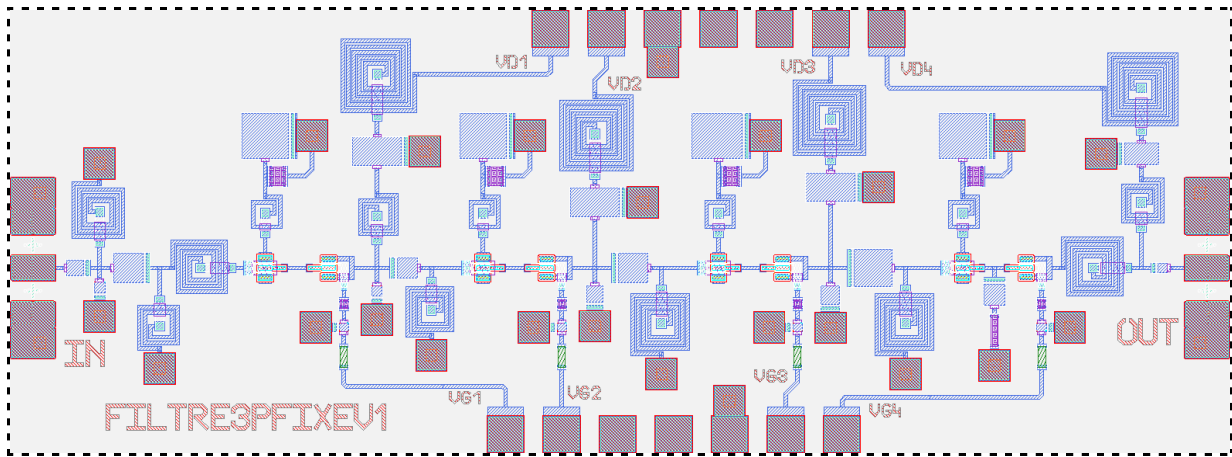 VD1
VD2
VD3
VD4
IN
OUT
VG1
VG2
VG3
VG4
FILTRE3PFIXEV1